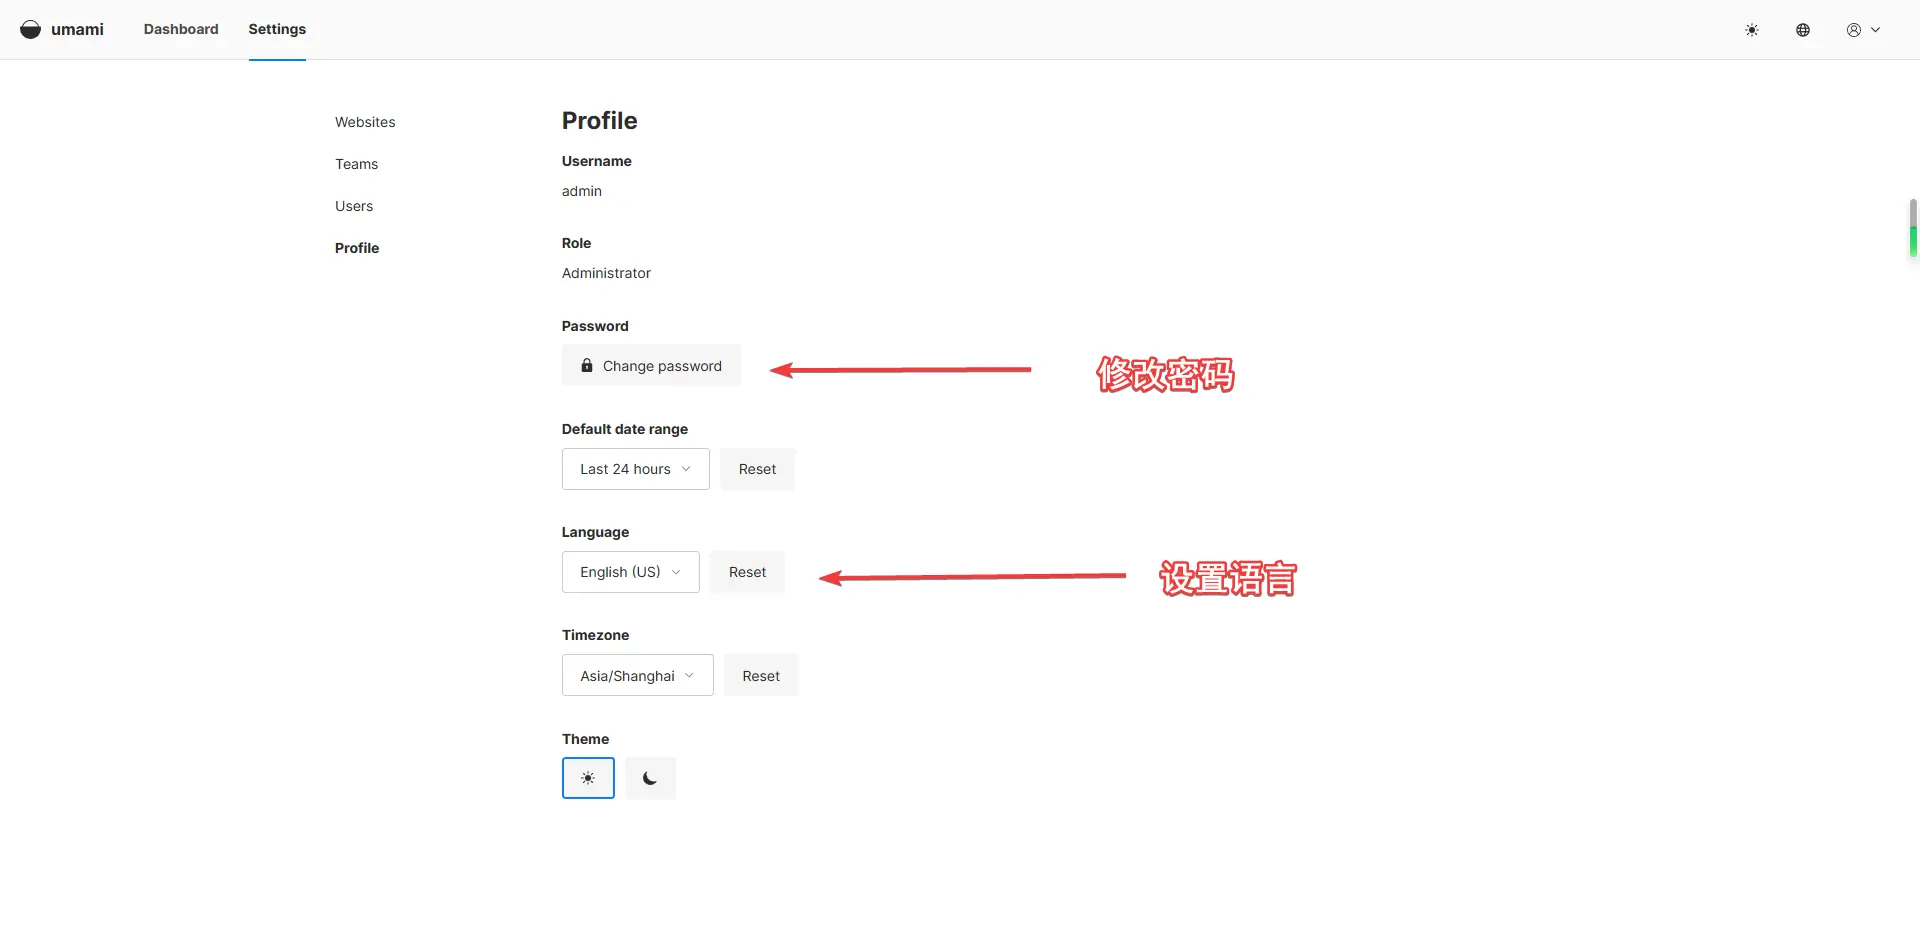 umami Dashboard Settings
Websites
Teams
Users
Profile
Profile
Username
admin
Role
Administrator
Password
Change password
修改密码
Default date range
Last 24 hours Reset
Language
English (US) Reset
设置语言
Timezone
Asia/Shanghai Reset
Theme